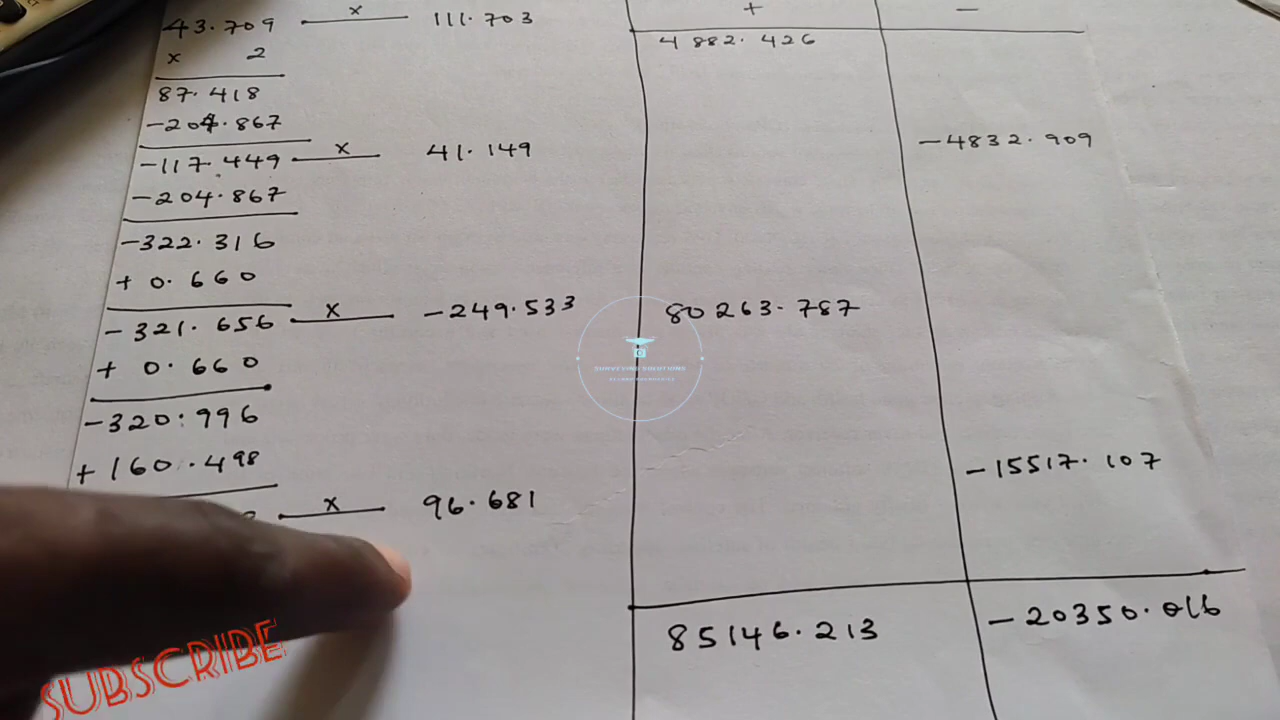 + −
43.709 x 111.703
4882.426
x 2
87.418
-204.867
-117.449 x 41.149
-4832.909
-204.867
-322.316
+ 0.660
-321.656 x -249.533
80263.787
+ 0.660
SURVEYING SOLUTIONS
-320.996
+160.498
-15517.107
x 96.681
85146.213 -20350.016
SUBSCRIBE